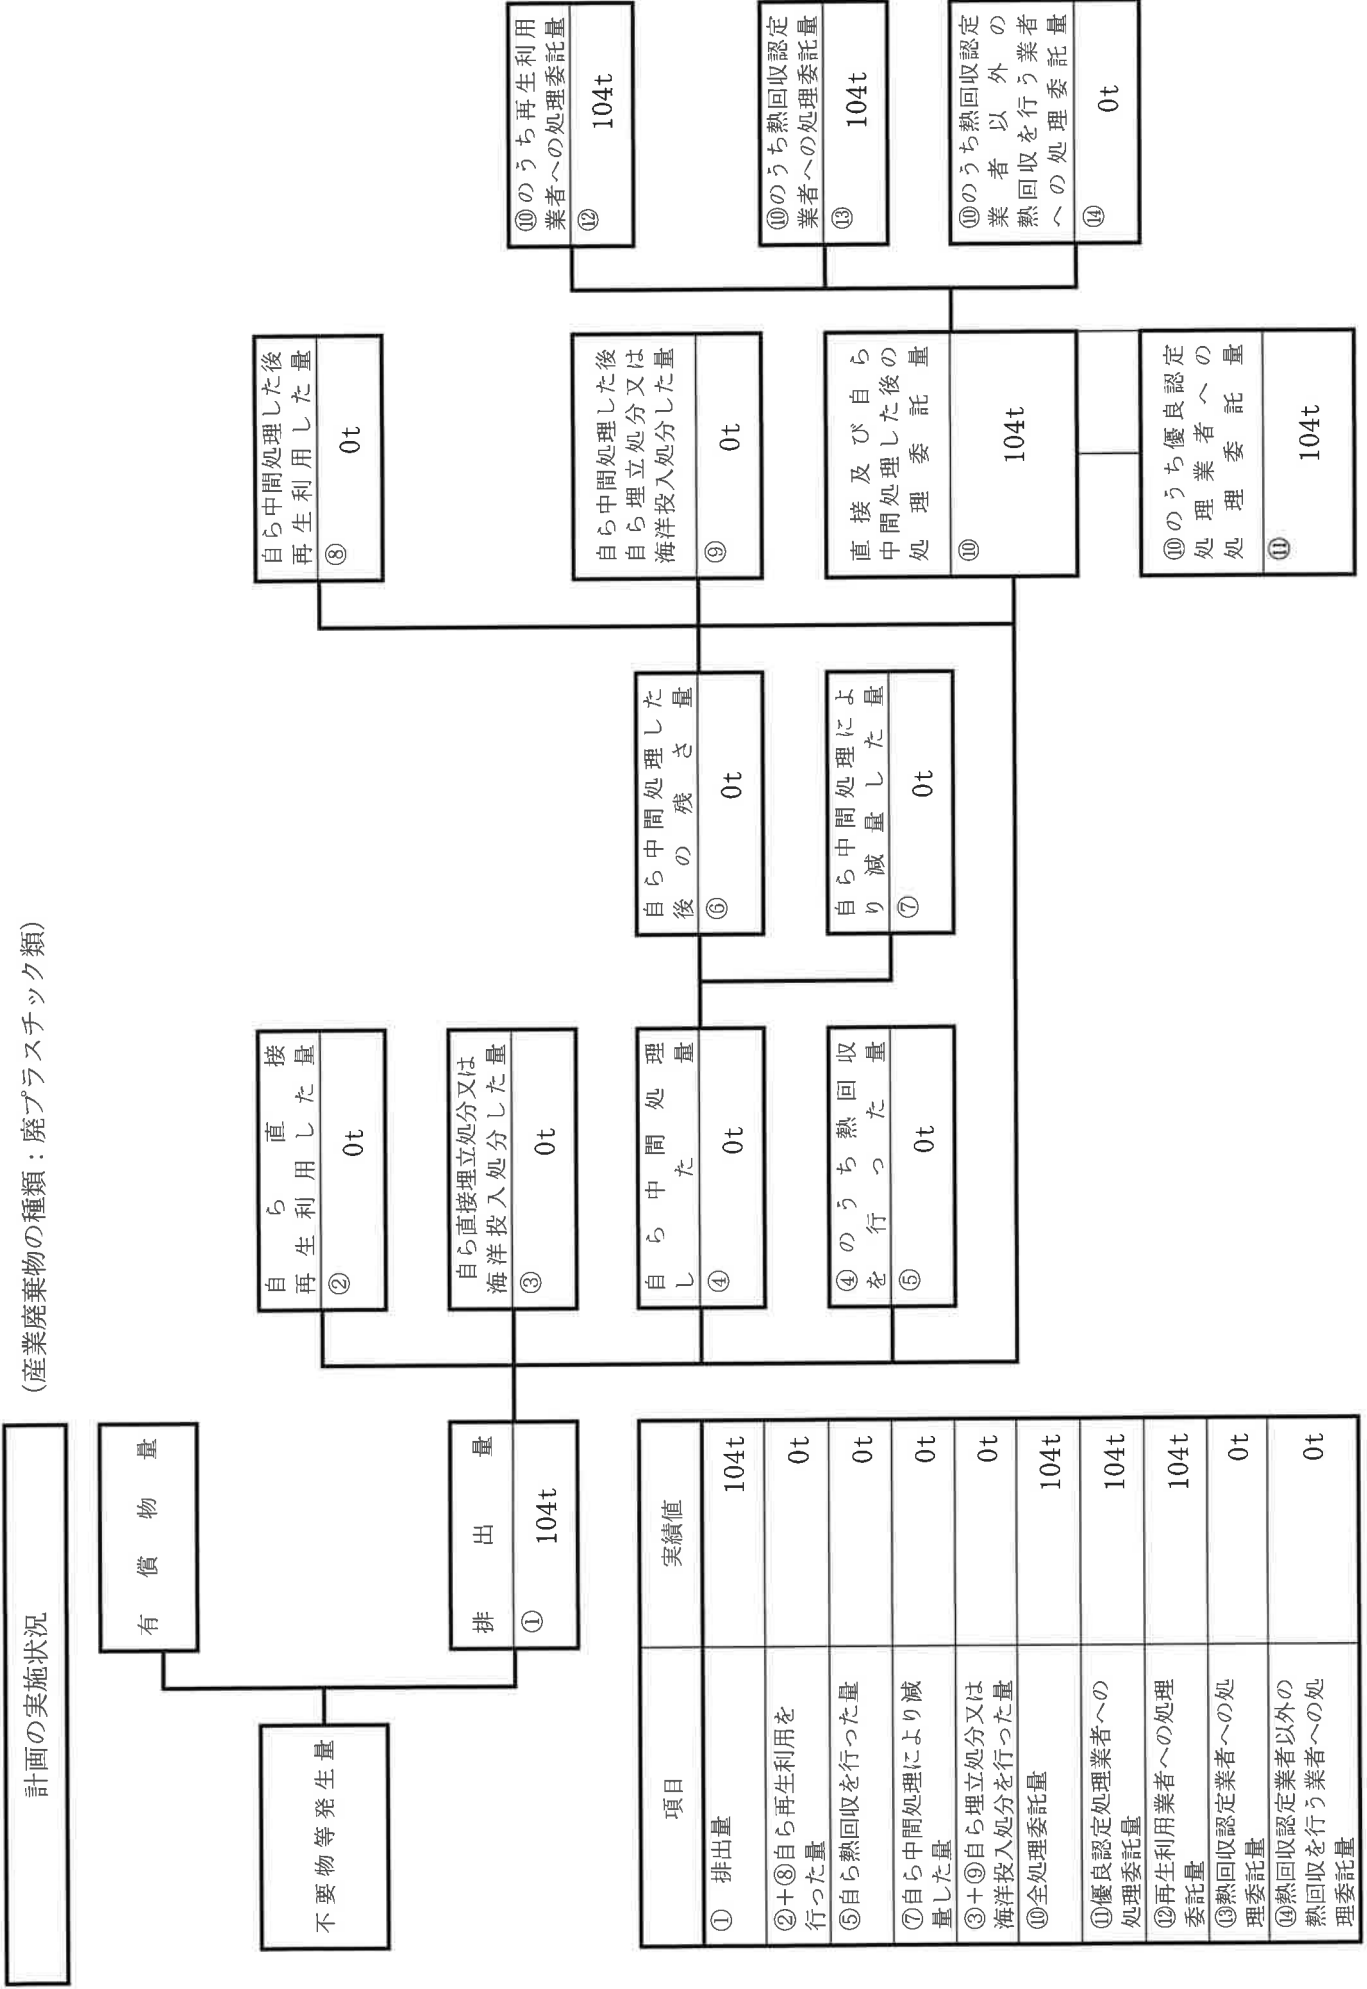 計画の実施状況
(産業廃棄物の種類：廃プラスチック類)
不要物等発生量
有償物量
排出量
① 104t
自ら直接
再生利用した量
② 0t
自ら直接埋立処分又は
海洋投入処分した量
③ 0t
自ら中間処理
した量
④ 0t
④のうち熱回収
を行った量
⑤ 0t
自ら中間処理した
後の残さ量
⑥ 0t
自ら中間処理によ
り減量した量
⑦ 0t
自ら中間処理した後
再生利用した量
⑧ 0t
自ら中間処理した後
自ら埋立処分又は
海洋投入処分した量
⑨ 0t
直接及び自ら
中間処理した後の
処理委託量
⑩ 104t
⑩のうち優良認定
処理業者への
処理委託量
⑪ 104t
⑩のうち再生利用
業者への処理委託量
⑫ 104t
⑩のうち熱回収認定
業者への処理委託量
⑬ 104t
⑩のうち熱回収認定
業者以外の
熱回収を行う業者
への処理委託量
⑭ 0t
項目 実績値
① 排出量 104t
②+⑧自ら再生利用を
行った量 0t
⑤自ら熱回収を行った量 0t
⑦自ら中間処理により減
量した量 0t
③+⑨自ら埋立処分又は
海洋投入処分を行った量 0t
⑩全処理委託量 104t
⑪優良認定処理業者への
処理委託量 104t
⑫再生利用業者への処理
委託量 104t
⑬熱回収認定業者への処
理委託量 0t
⑭熱回収認定業者以外の
熱回収を行う業者への処
理委託量 0t